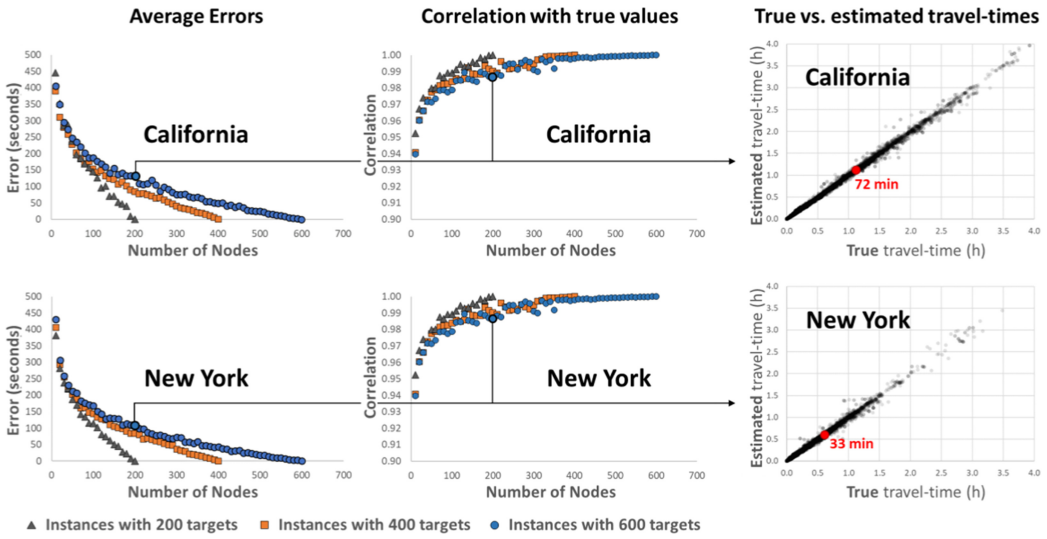 Average Errors
Correlation with true values
True vs. estimated travel-times
Error (seconds)
500
450
400
350
300
250
200
150
100
50
0
California
0 100 200 300 400 500 600 700
Number of Nodes
Correlation
1.00
0.99
0.98
0.97
0.96
0.95
0.94
0.93
0.92
0.91
0.90
California
0 100 200 300 400 500 600 700
Number of Nodes
Estimated travel-time (h)
4.0
3.5
3.0
2.5
2.0
1.5
1.0
0.5
0.0
California
72 min
0.0 0.5 1.0 1.5 2.0 2.5 3.0 3.5 4.0
True travel-time (h)
Error (seconds)
500
450
400
350
300
250
200
150
100
50
0
New York
0 100 200 300 400 500 600 700
Number of Nodes
Correlation
1.00
0.99
0.98
0.97
0.96
0.95
0.94
0.93
0.92
0.91
0.90
New York
0 100 200 300 400 500 600 700
Number of Nodes
Estimated travel-time (h)
4.0
3.5
3.0
2.5
2.0
1.5
1.0
0.5
0.0
New York
33 min
0.0 0.5 1.0 1.5 2.0 2.5 3.0 3.5 4.0
True travel-time (h)
Instances with 200 targets
Instances with 400 targets
Instances with 600 targets